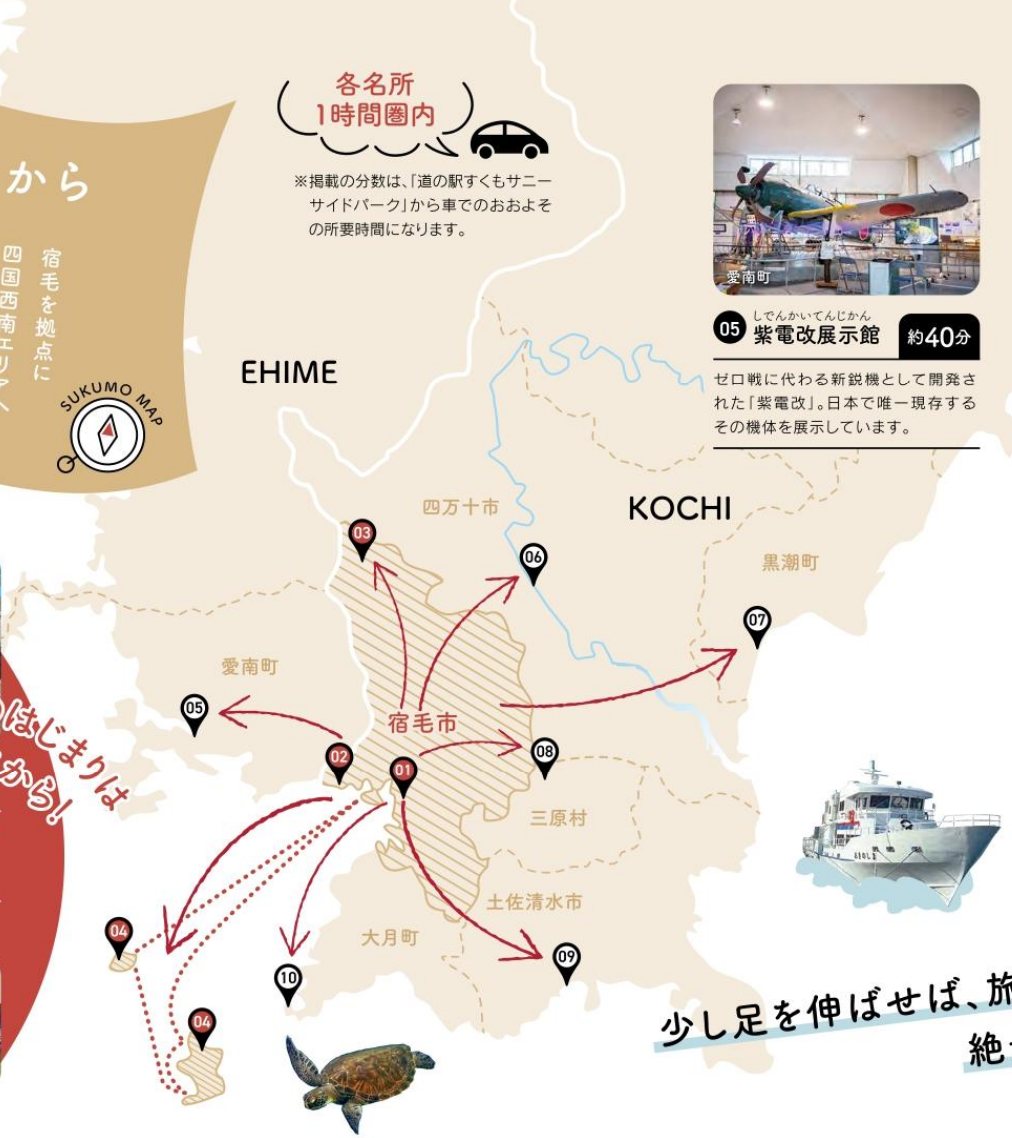 から
宿毛を拠点に
四国西南エリアへ
SUKUMO MAP
各名所
1時間圏内
※掲載の分数は、「道の駅すくもサニー
サイドパーク」から車でのおおよそ
の所要時間になります。
愛南町
05
しでんかいてんじかん
紫電改展示館
約40分
ゼロ戦に代わる新鋭機として開発さ
れた「紫電改」。日本で唯一現存する
その機体を展示しています。
EHIME
KOCHI
四万十市
03
06
黒潮町
07
愛南町
05
宿毛市
02
01
08
三原村
土佐清水市
大月町
04
09
10
04
はじまりは
から!
少し足を伸ばせば、旅
絶